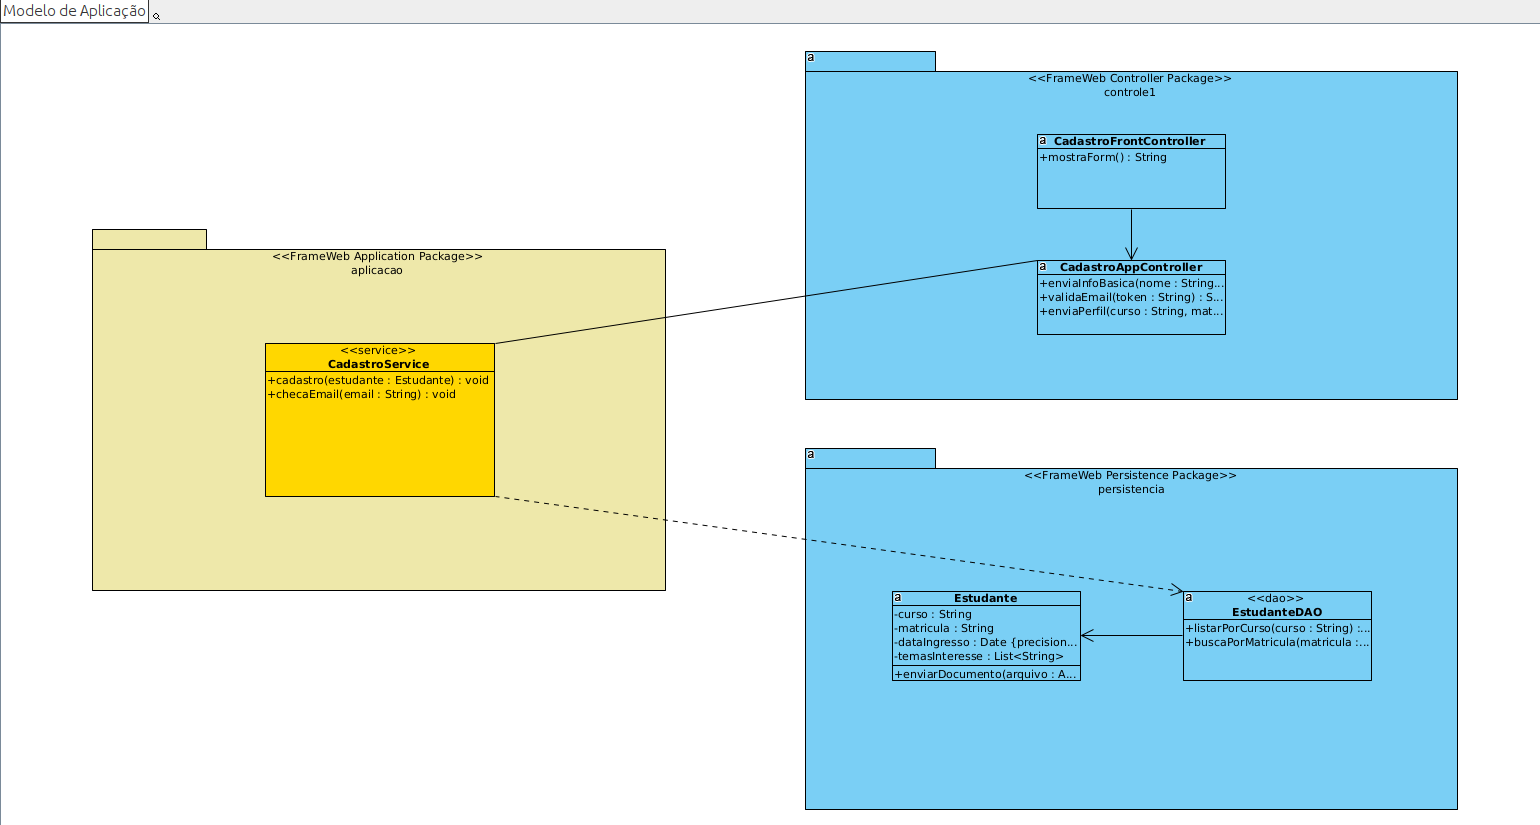 Modelo de Aplicação
a
<<FrameWeb Controller Package>>
controle1
a CadastroFrontController
+mostraForm() : String
a CadastroAppController
+enviaInfoBasica(nome : String...
+validaEmail(token : String) : S...
+enviaPerfil(curso : String, mat...
<<FrameWeb Application Package>>
aplicacao
<<service>>
CadastroService
+cadastro(estudante : Estudante) : void
+checaEmail(email : String) : void
a
<<FrameWeb Persistence Package>>
persistencia
a Estudante
-curso : String
-matricula : String
-dataIngresso : Date {precision...
-temasInteresse : List<String>
+enviarDocumento(arquivo : A...
a <<dao>>
EstudanteDAO
+listarPorCurso(curso : String) :...
+buscaPorMatricula(matricula :...